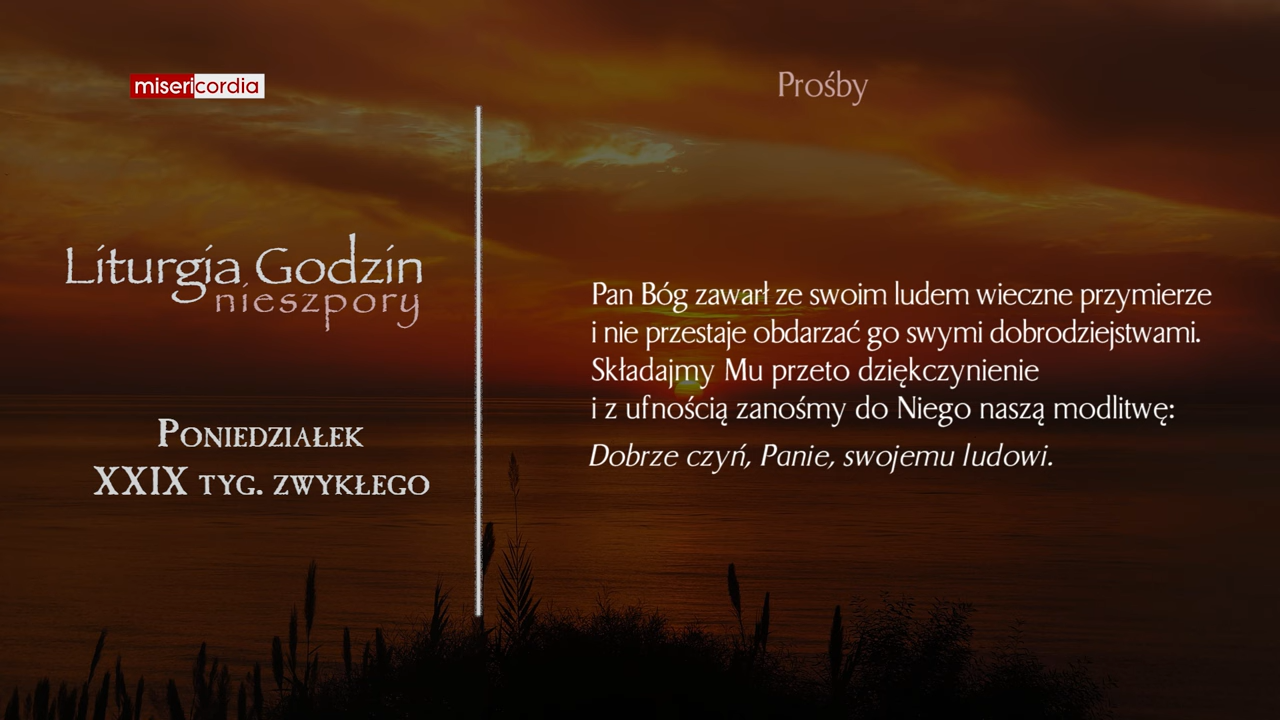 misericordia
Liturgia Godzin
nieszpory
Poniedziałek
XXIX tyg. zwykłego
Prośby
Pan Bóg zawarł ze swoim ludem wieczne przymierze
i nie przestaje obdarzać go swymi dobrodziejstwami.
Składajmy Mu przeto dziękczynienie
i z ufnością zanośmy do Niego naszą modlitwę:
Dobrze czyń, Panie, swojemu ludowi.